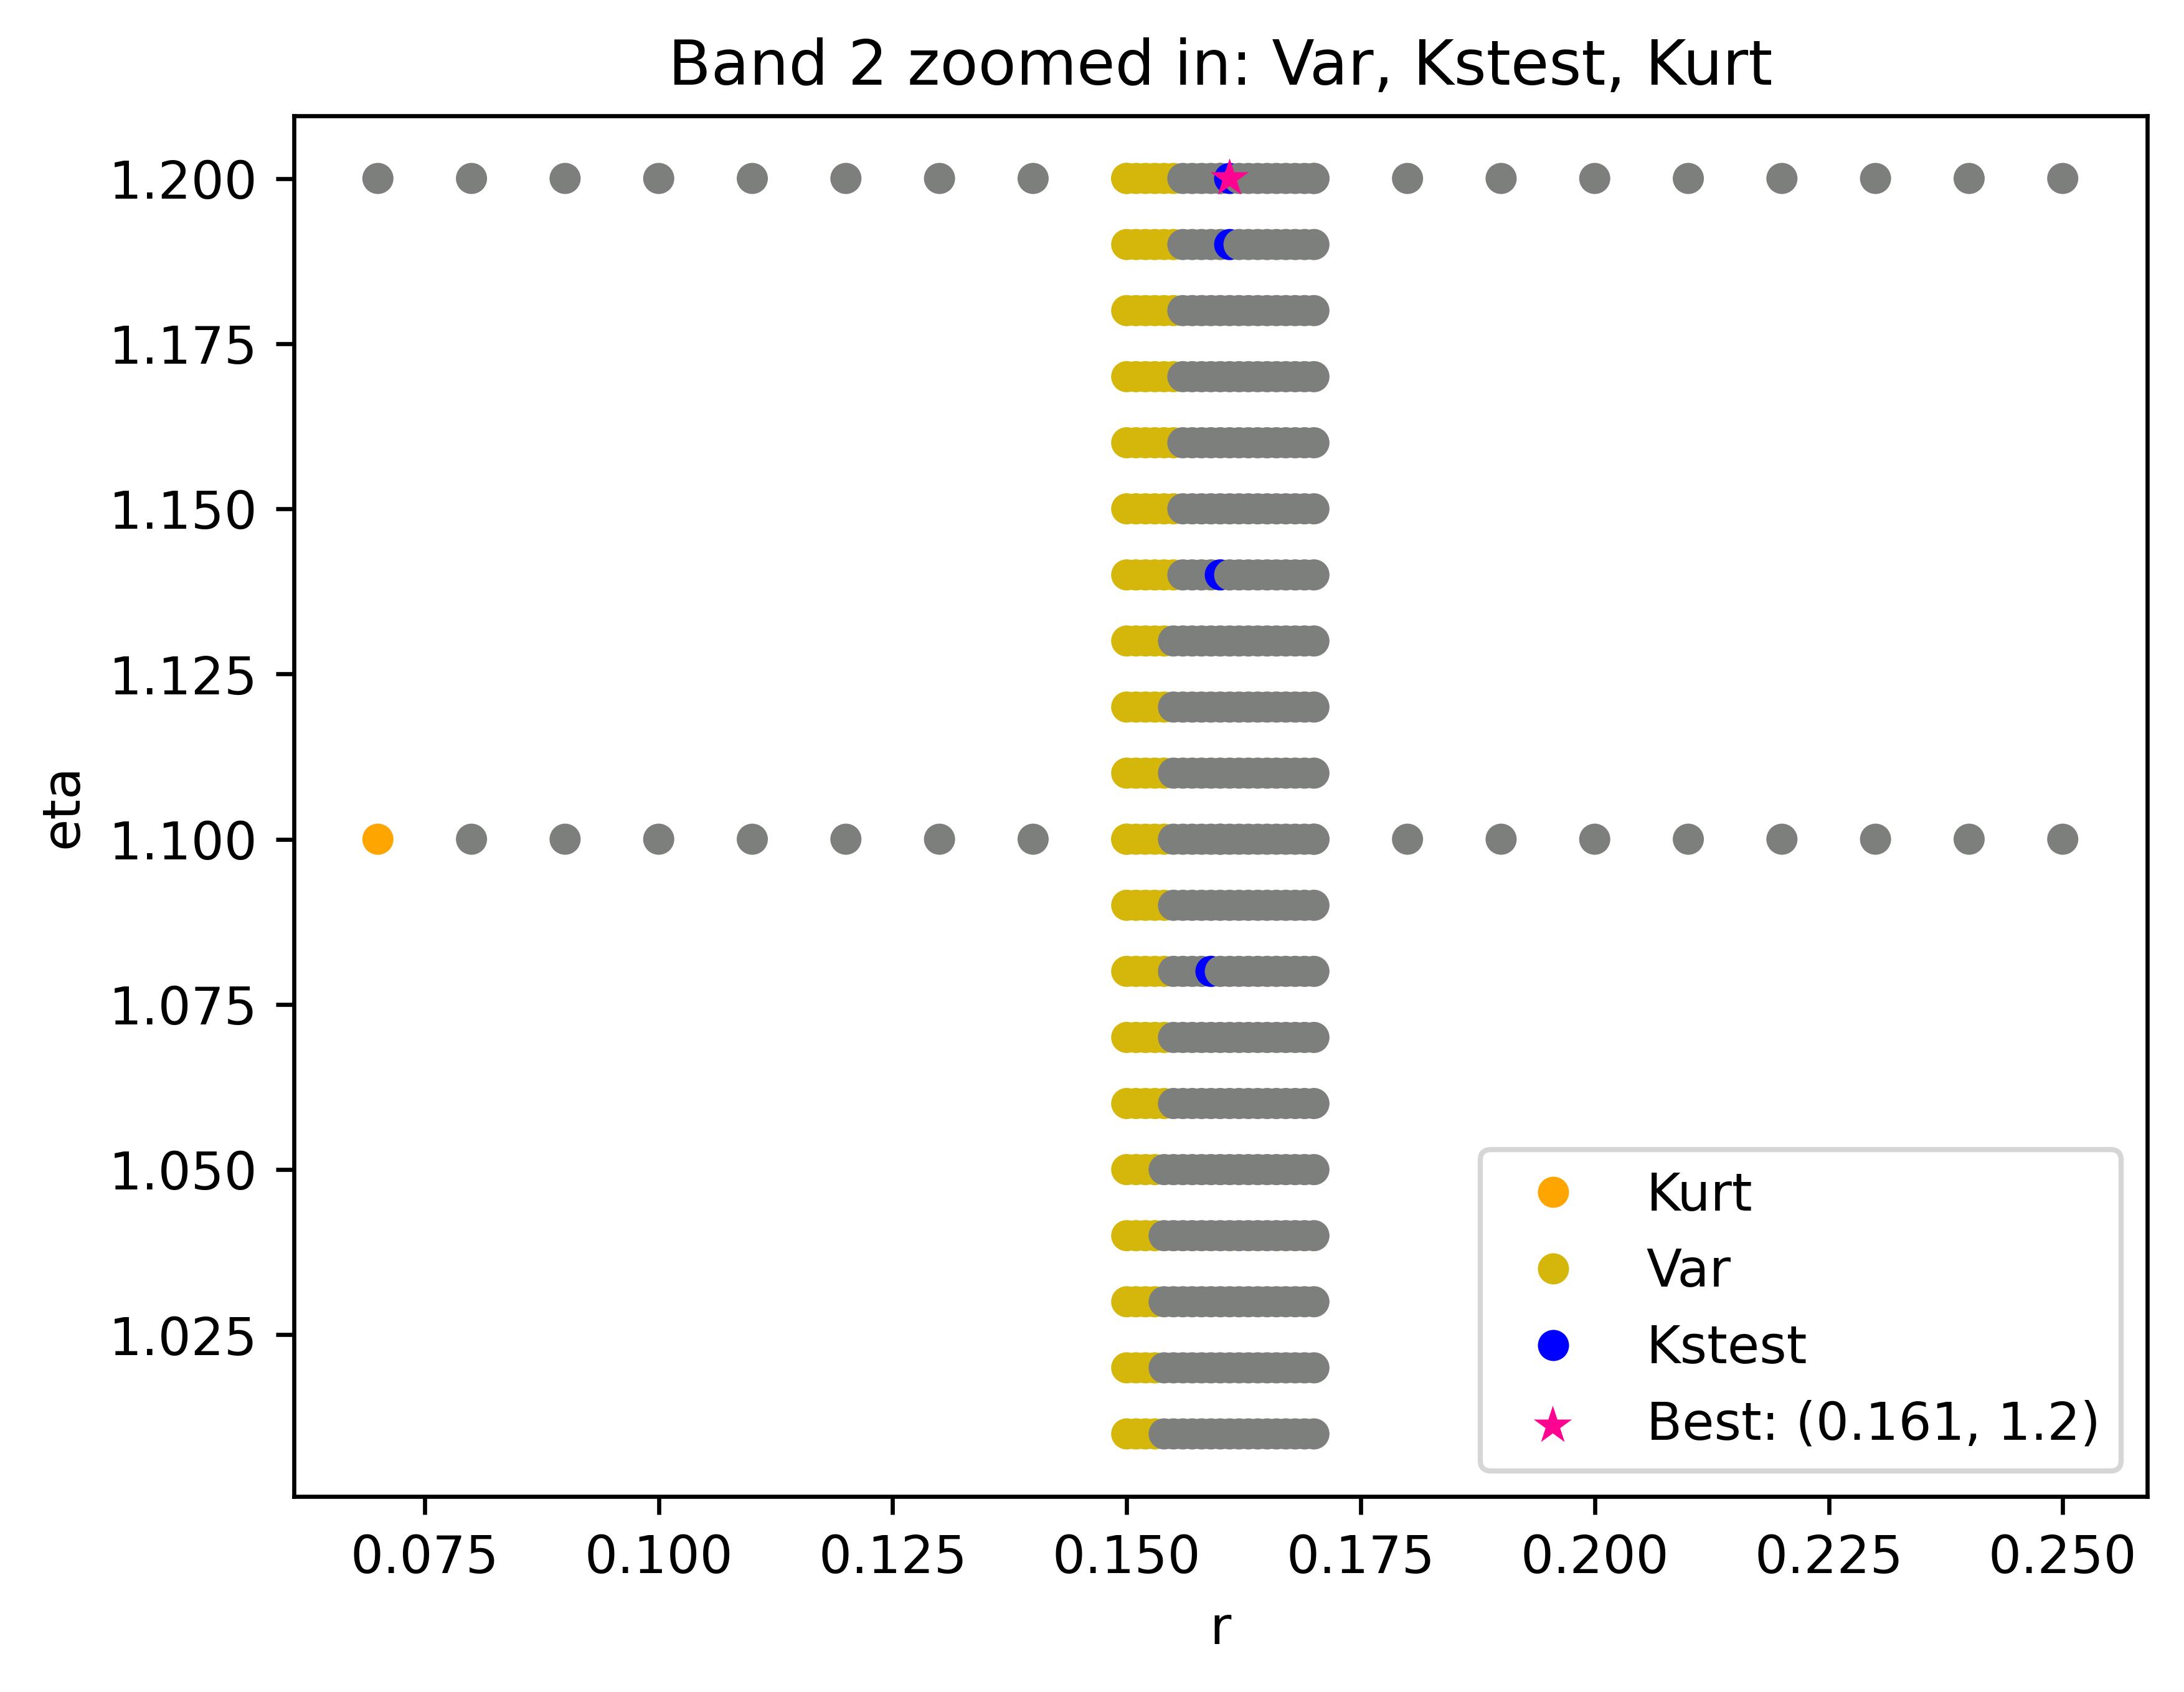 Band 2 zoomed in: Var, Kstest, Kurt
1.200
1.175
1.150
1.125
1.100
1.075
1.050
1.025
eta
Kurt
Var
Kstest
Best: (0.161, 1.2)
0.075 0.100 0.125 0.150 0.175 0.200 0.225 0.250
r